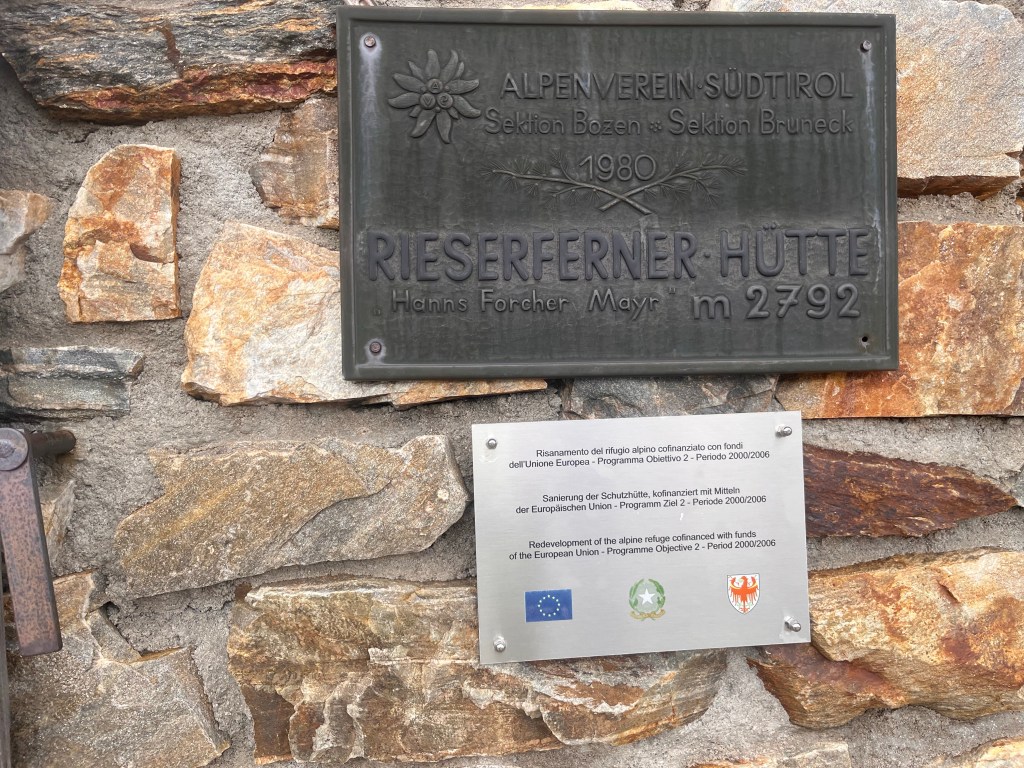 ALPENVEREIN·SÜDTIROL
Sektion Bozen * Sektion Bruneck
1980
RIESERFERNER·HÜTTE
„Hanns Forcher Mayr" m 2792
Risanamento del rifugio alpino cofinanziato con fondi
dell'Unione Europea - Programma Obiettivo 2 - Periodo 2000/2006
Sanierung der Schutzhütte, kofinanziert mit Mitteln
der Europäischen Union - Programm Ziel 2 - Periode 2000/2006
Redevelopment of the alpine refuge cofinanced with funds
of the European Union - Programme Objective 2 - Period 2000/2006